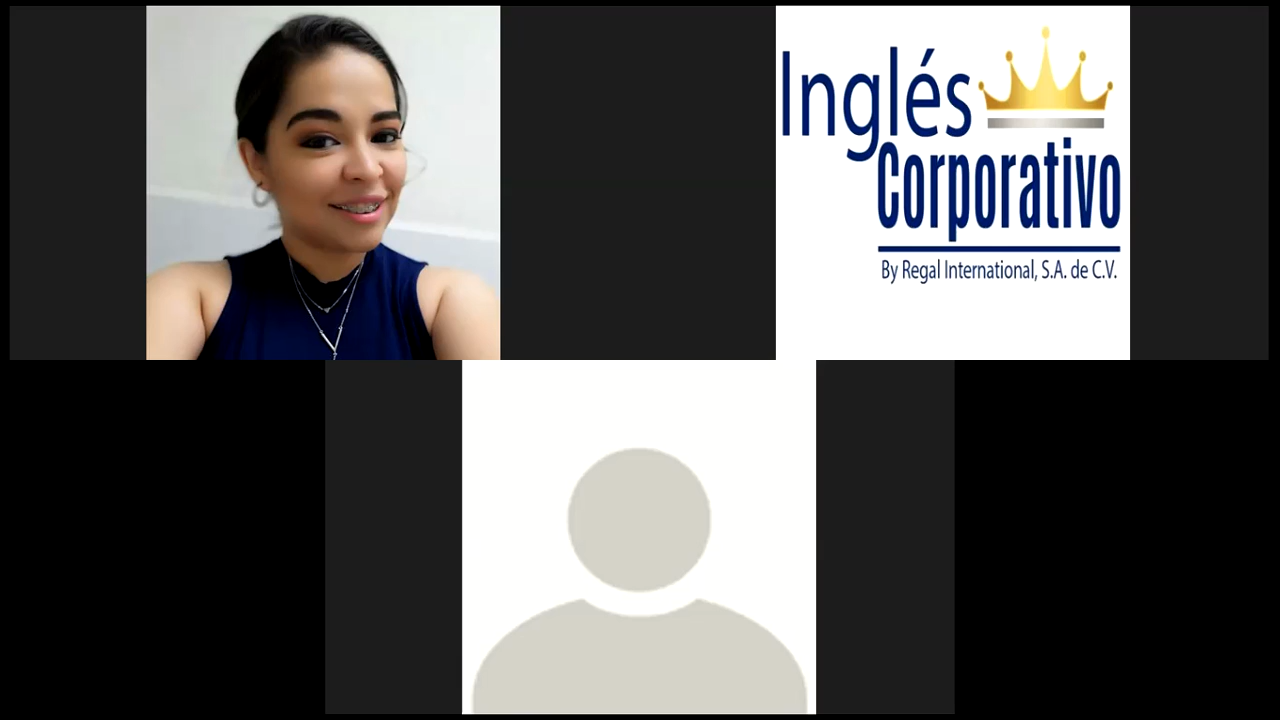 Inglés
Corporativo
By Regal International, S.A. de C.V.